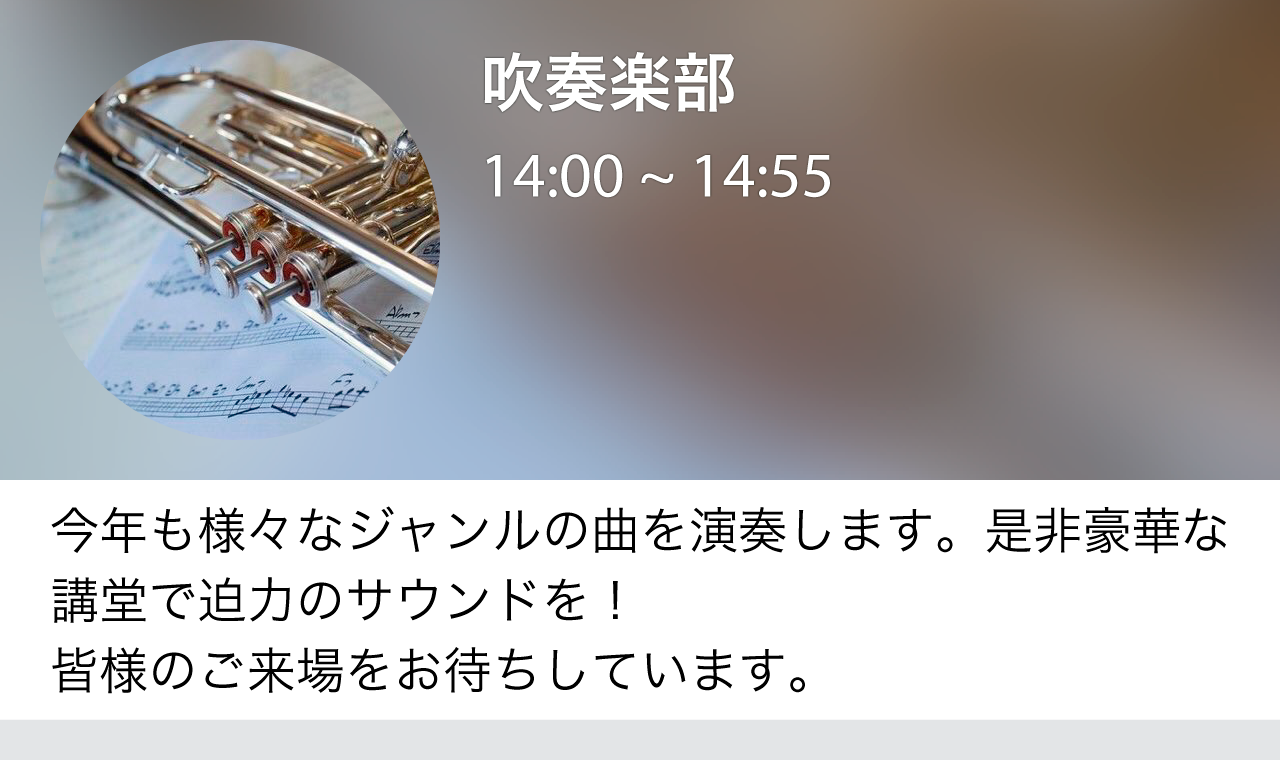 吹奏楽部
14:00 ~ 14:55
今年も様々なジャンルの曲を演奏します。是非豪華な
講堂で迫力のサウンドを！
皆様のご来場をお待ちしています。